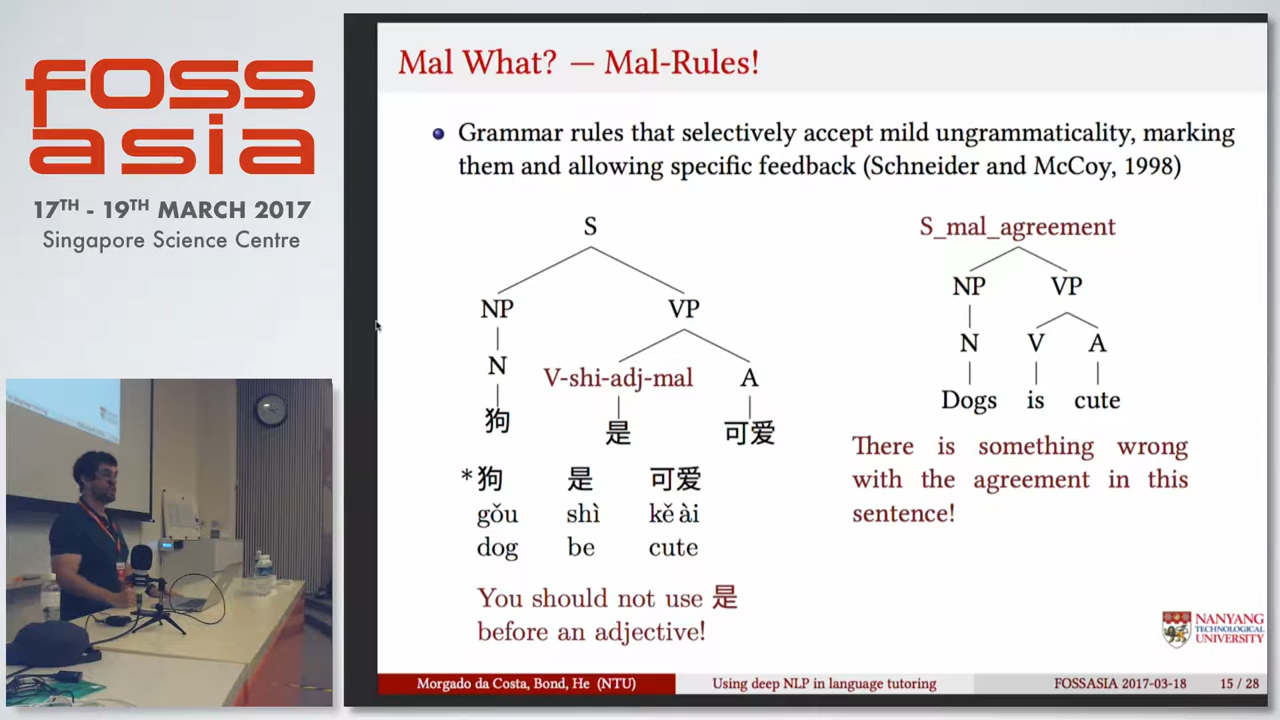 foss
asia
17TH - 19TH MARCH 2017
Singapore Science Centre
Mal What? — Mal-Rules!
Grammar rules that selectively accept mild ungrammaticality, marking
them and allowing specific feedback (Schneider and McCoy, 1998)
S
NP VP
N V-shi-adj-mal A
狗 是 可爱
*狗 是 可爱
gǒu shì kě ài
dog be cute
You should not use 是
before an adjective!
S_mal_agreement
NP VP
N V A
Dogs is cute
There is something wrong
with the agreement in this
sentence!
NANYANG
TECHNOLOGICAL
UNIVERSITY
Morgado da Costa, Bond, He (NTU) Using deep NLP in language tutoring FOSSASIA 2017-03-18 15 / 28